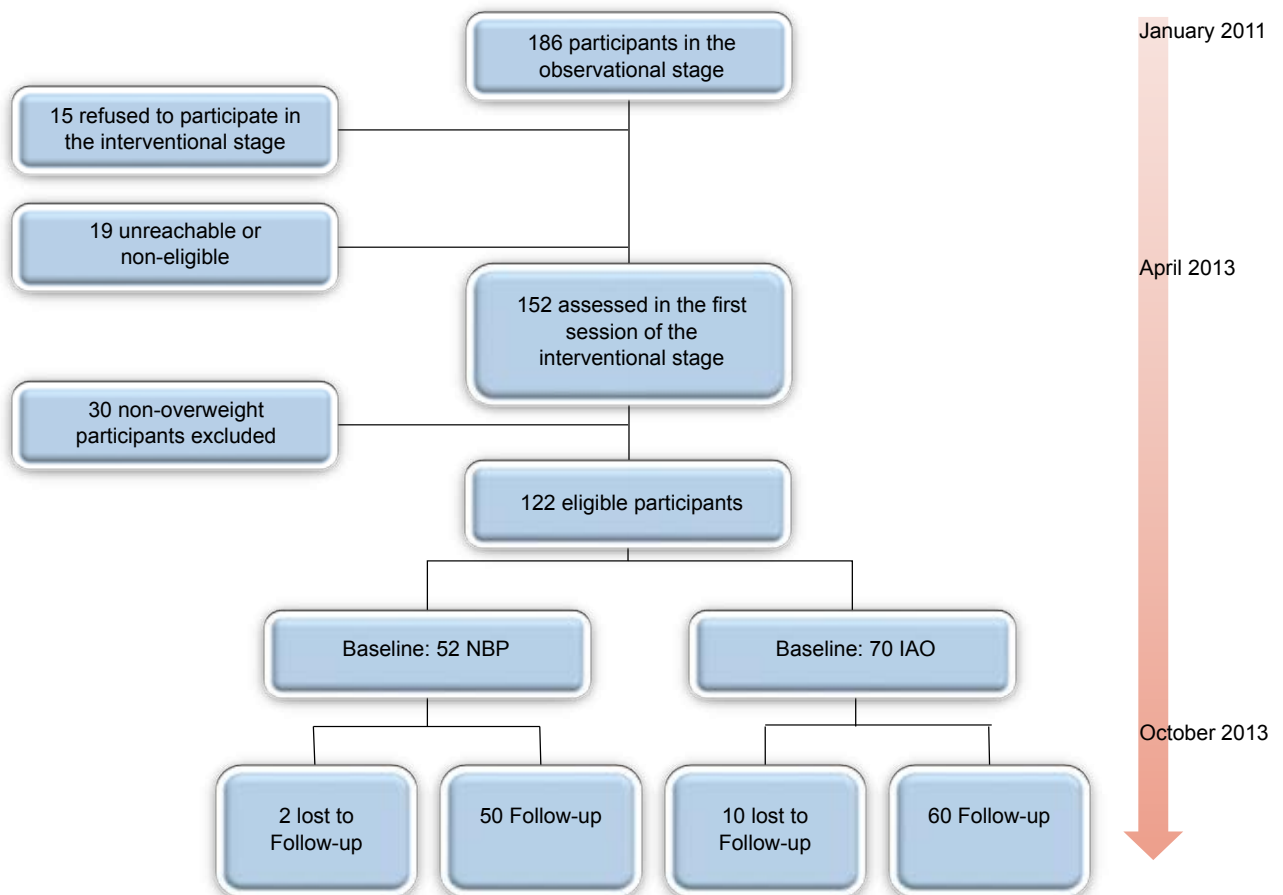 186 participants in the
observational stage
January 2011
15 refused to participate in
the interventional stage
19 unreachable or
non-eligible
April 2013
152 assessed in the first
session of the
interventional stage
30 non-overweight
participants excluded
122 eligible participants
Baseline: 52 NBP
Baseline: 70 IAO
October 2013
2 lost to
Follow-up
50 Follow-up
10 lost to
Follow-up
60 Follow-up